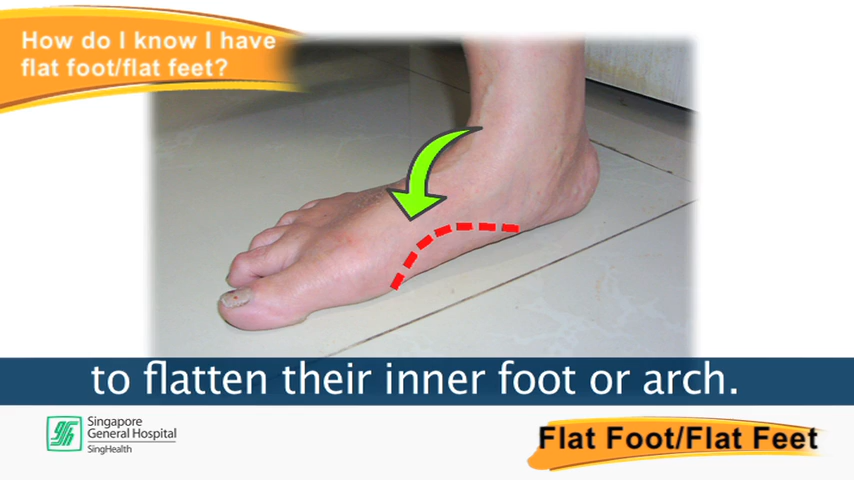 How do I know I have
flat foot/flat feet?
to flatten their inner foot or arch.
Singapore
General Hospital
SingHealth
Flat Foot/Flat Feet